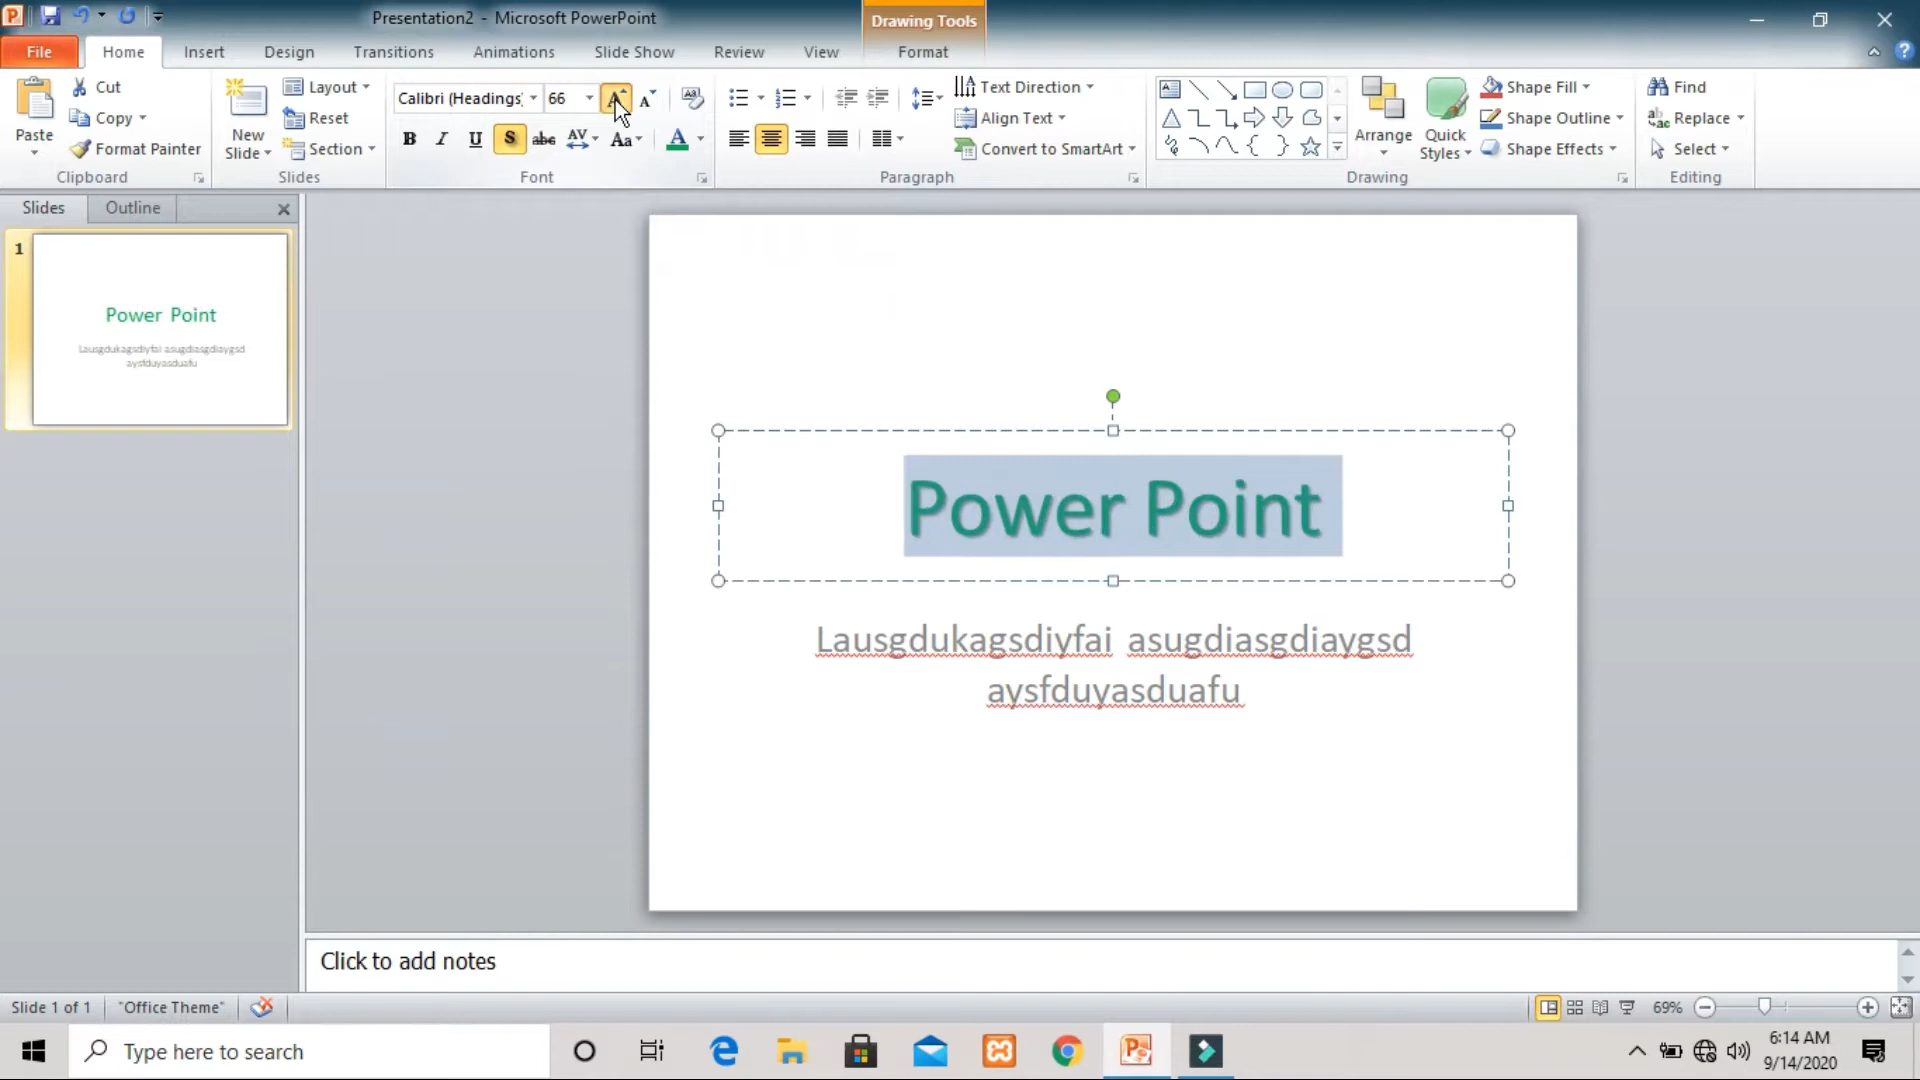 Presentation2 - Microsoft PowerPoint
Drawing Tools
File Home Insert Design Transitions Animations Slide Show Review View Format
Paste
Cut
Copy
Format Painter
Clipboard
New
Slide
Layout
Reset
Section
Slides
Calibri (Headings) 66
B I U S abc AV Aa A
Font
Text Direction
Align Text
Convert to SmartArt
Paragraph
Arrange
Quick
Styles
Shape Fill
Shape Outline
Shape Effects
Drawing
Find
Replace
Select
Editing
Slides Outline
1
Power Point
Lausgdukagsdiyfai asugdiasgdiaygsd
aysfduyasduafu
Power Point
Lausgdukagsdiyfai asugdiasgdiaygsd
aysfduyasduafu
Click to add notes
Slide 1 of 1 "Office Theme" 69%
Type here to search
6:14 AM
9/14/2020